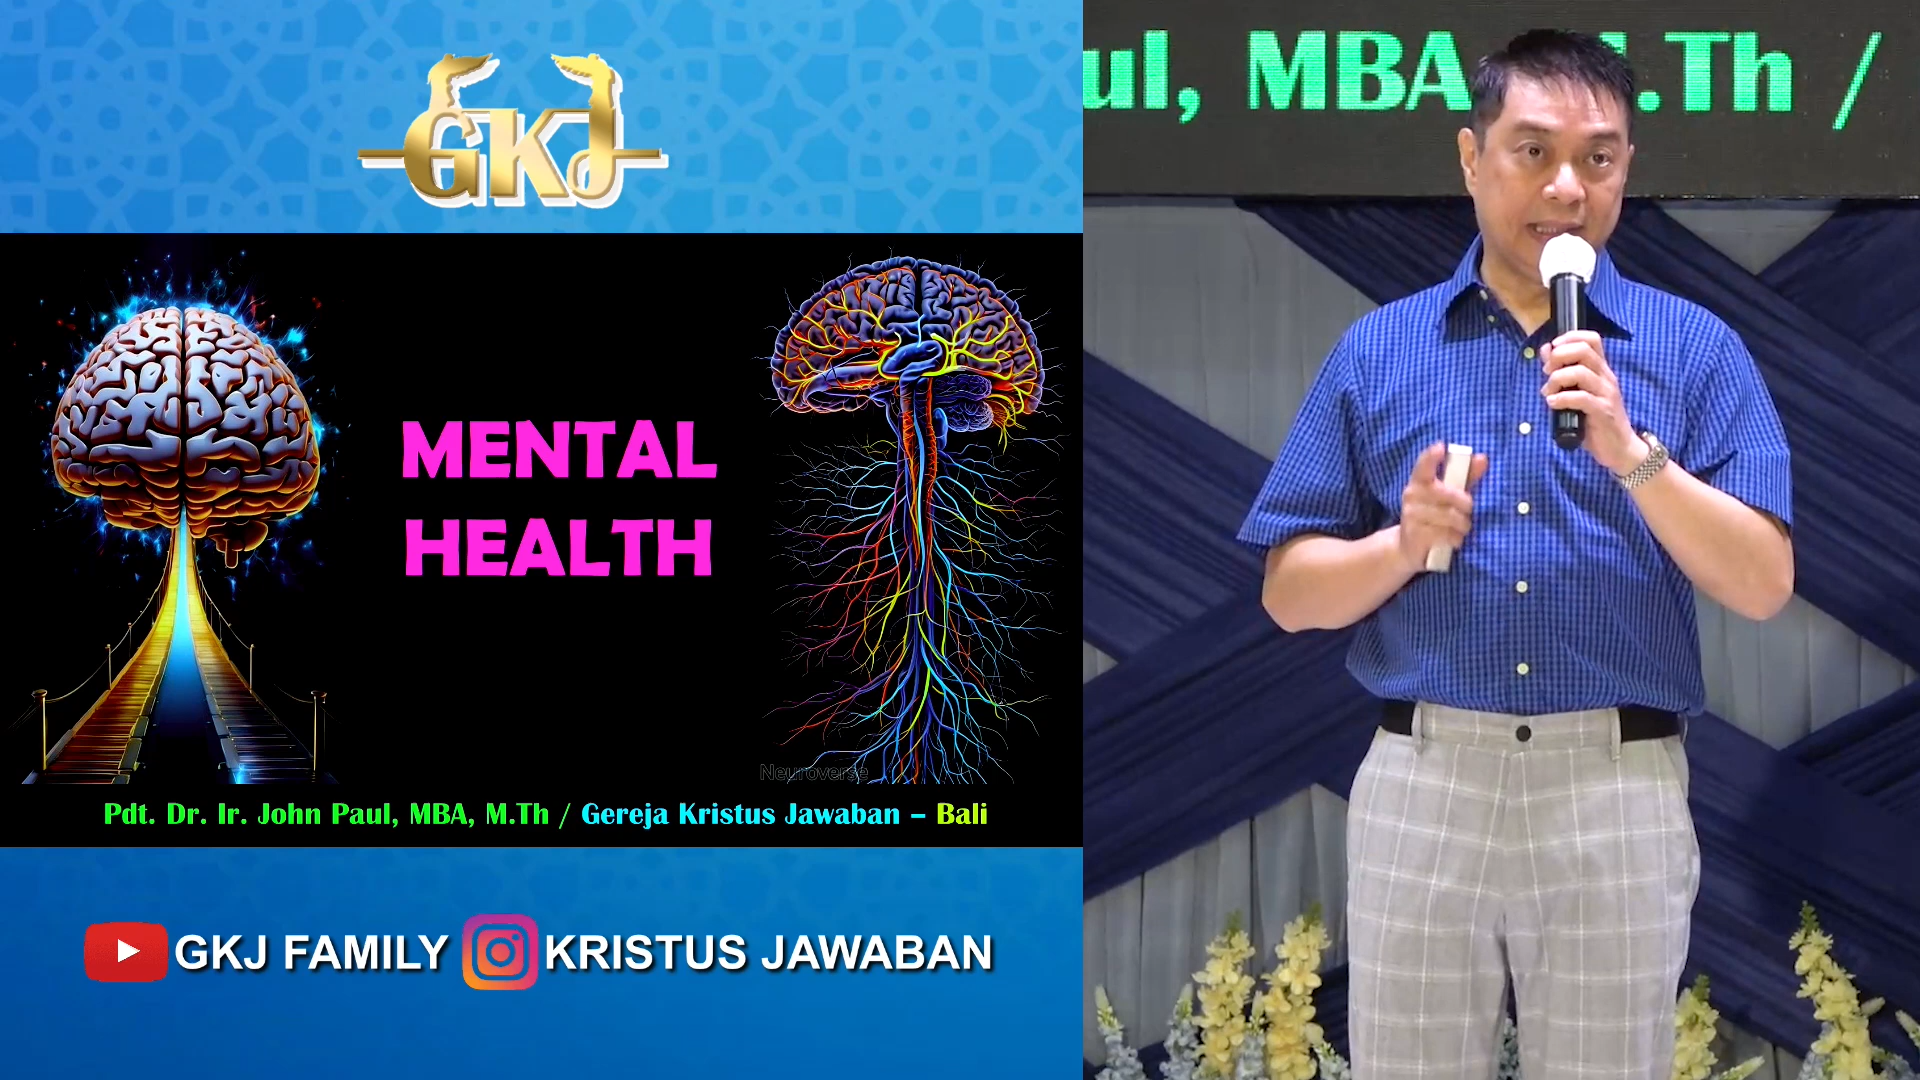 GKJ
MENTAL
HEALTH
Neuroverse
Pdt. Dr. Ir. John Paul, MBA, M.Th / Gereja Kristus Jawaban – Bali
GKJ FAMILY KRISTUS JAWABAN
ul, MBA, M.Th /